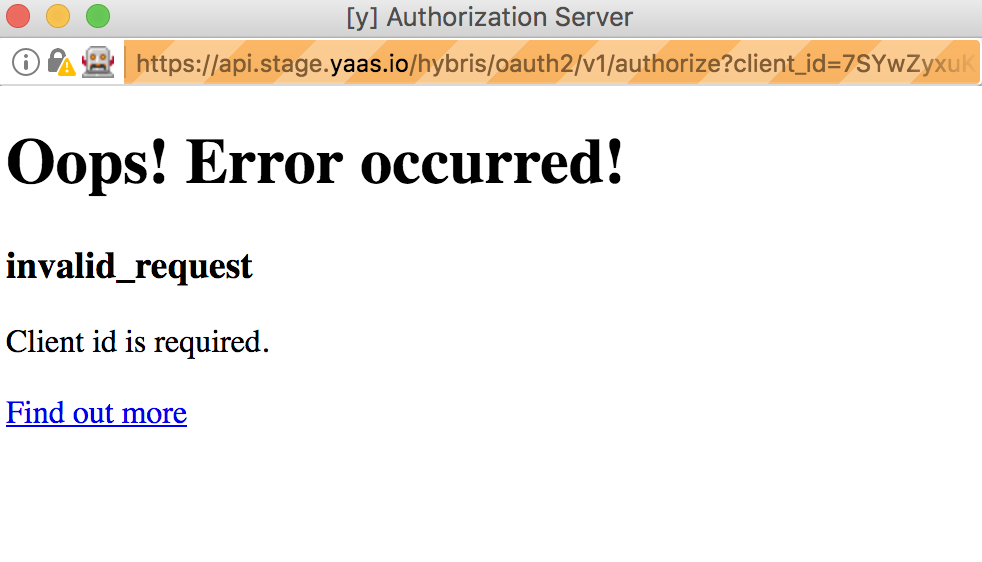 [y] Authorization Server
https://api.stage.yaas.io/hybris/oauth2/v1/authorize?client_id=7SYwZyxuK
Oops! Error occurred!
invalid_request
Client id is required.
Find out more